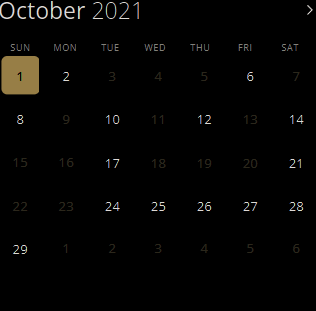 October 2021 >
SUN MON TUE WED THU FRI SAT
1 2 3 4 5 6 7
8 9 10 11 12 13 14
15 16 17 18 19 20 21
22 23 24 25 26 27 28
29 1 2 3 4 5 6